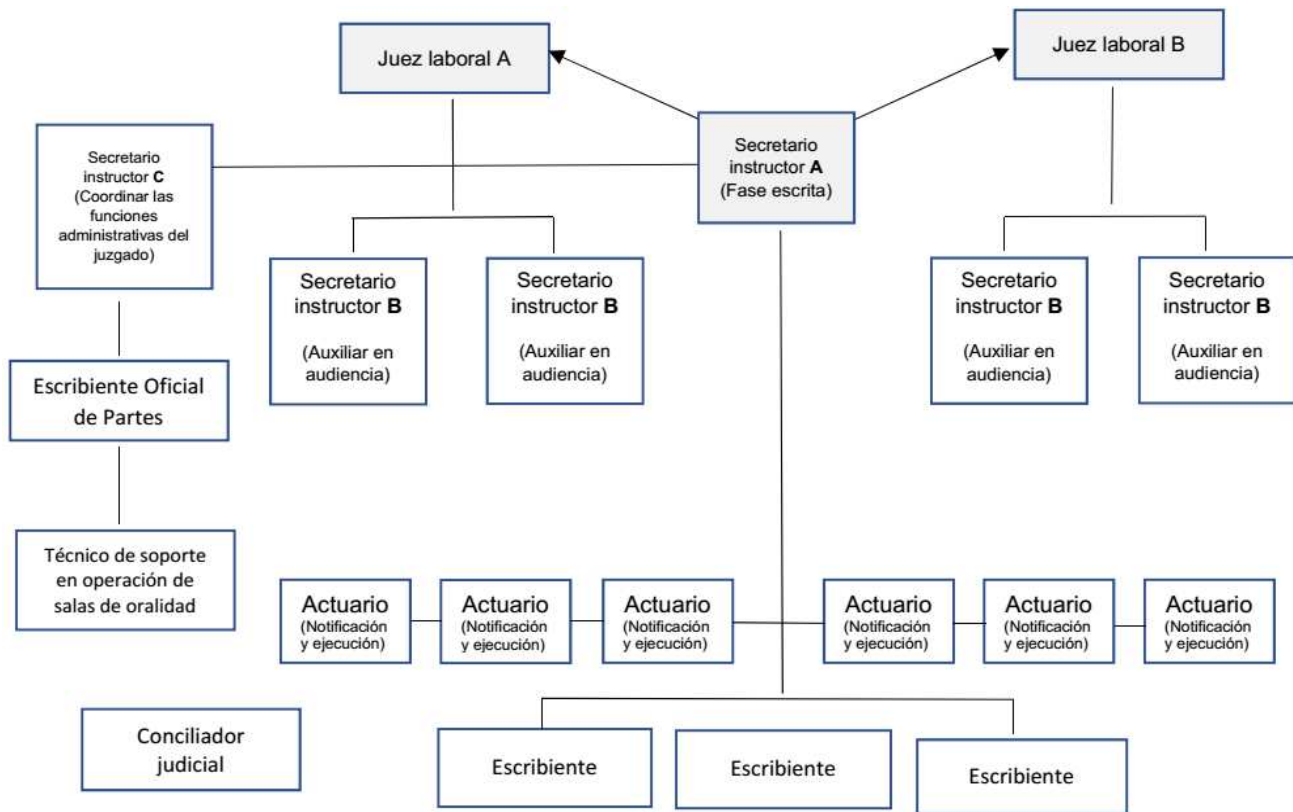 Juez laboral A
Juez laboral B
Secretario
instructor C
(Coordinar las
funciones
administrativas del
juzgado)
Secretario
instructor A
(Fase escrita)
Secretario
instructor B
(Auxiliar en
audiencia)
Secretario
instructor B
(Auxiliar en
audiencia)
Secretario
instructor B
(Auxiliar en
audiencia)
Secretario
instructor B
(Auxiliar en
audiencia)
Escribiente Oficial
de Partes
Técnico de soporte
en operación de
salas de oralidad
Actuario
(Notificación
y ejecución)
Actuario
(Notificación
y ejecución)
Actuario
(Notificación
y ejecución)
Actuario
(Notificación
y ejecución)
Actuario
(Notificación
y ejecución)
Actuario
(Notificación
y ejecución)
Conciliador
judicial
Escribiente
Escribiente
Escribiente